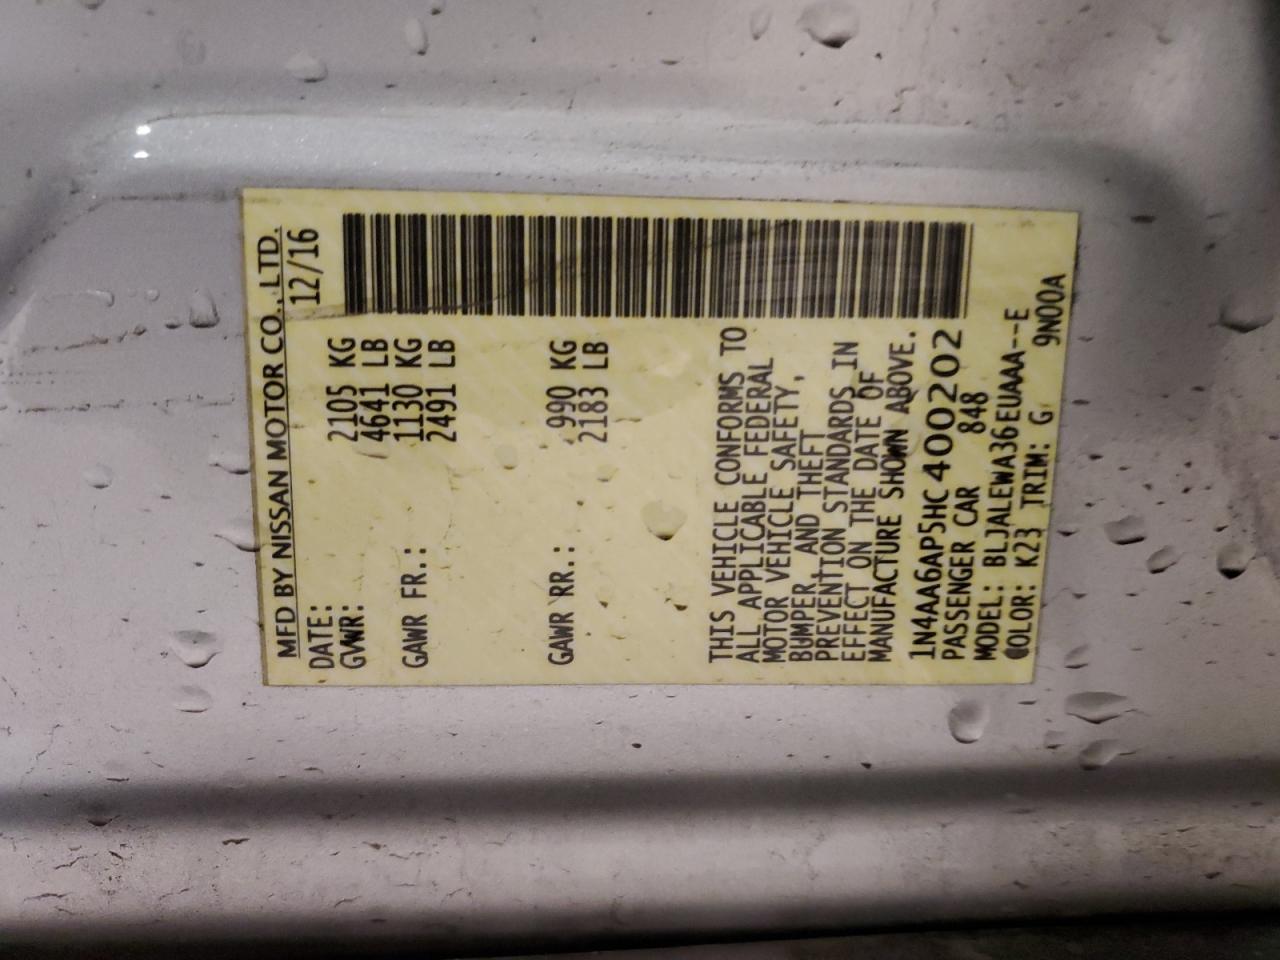 MFD BY NISSAN MOTOR CO., LTD.
DATE: 12/16
GVWR: 2105 KG
4641 LB
GAWR FR.: 1130 KG
2491 LB
GAWR RR.: 990 KG
2183 LB
THIS VEHICLE CONFORMS TO
ALL APPLICABLE FEDERAL
MOTOR VEHICLE SAFETY,
BUMPER, AND THEFT
PREVENTION STANDARDS IN
EFFECT ON THE DATE OF
MANUFACTURE SHOWN ABOVE.
1N4AA6AP5HC400202
PASSENGER CAR 848
MODEL: BLJALEWA36EUAAA--E
COLOR: K23 TRIM: G 9N00A